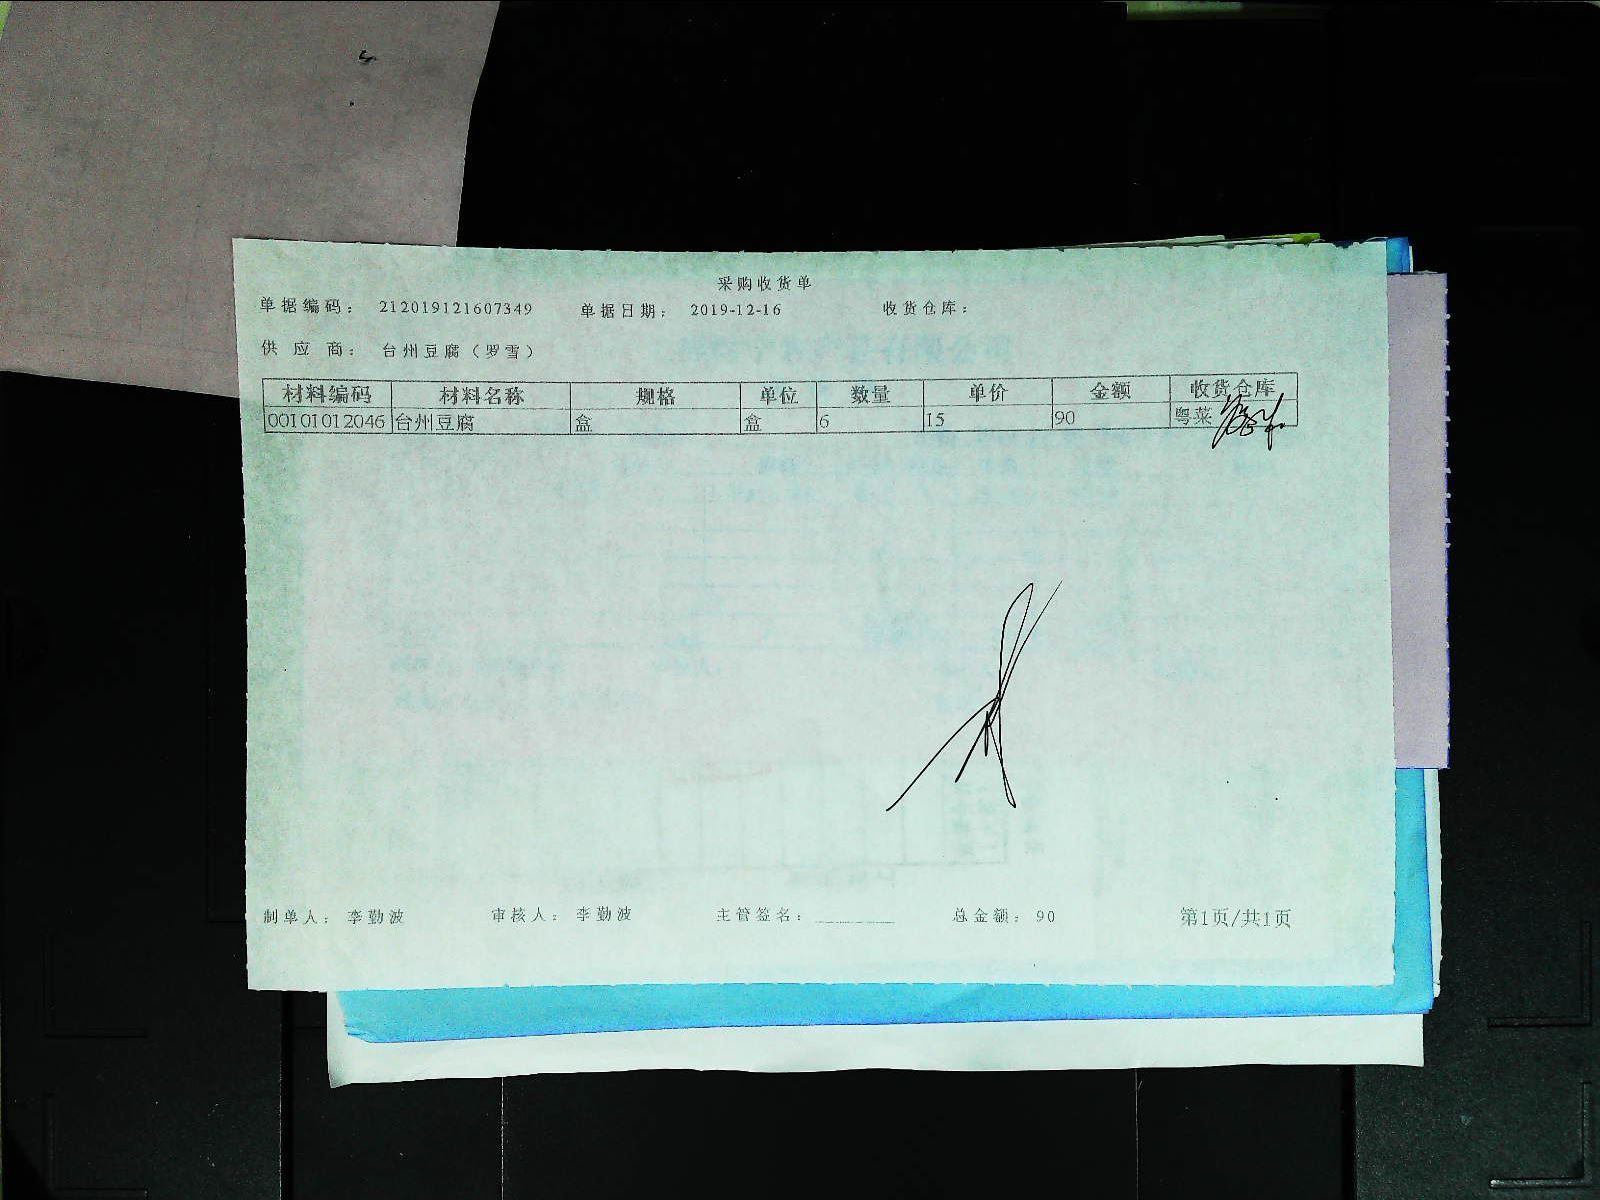 采购收货单
单据编码： 212019121607349 单据日期： 2019-12-16 收货仓库：
供应商： 台州豆腐（罗雪）
材料编码 材料名称 规格 单位 数量 单价 金额 收货仓库
00101012046 台州豆腐 盒 盒 6 15 90 粤菜
制单人： 李勤波 审核人： 李勤波 主管签名： 总金额： 90 第1页/共1页